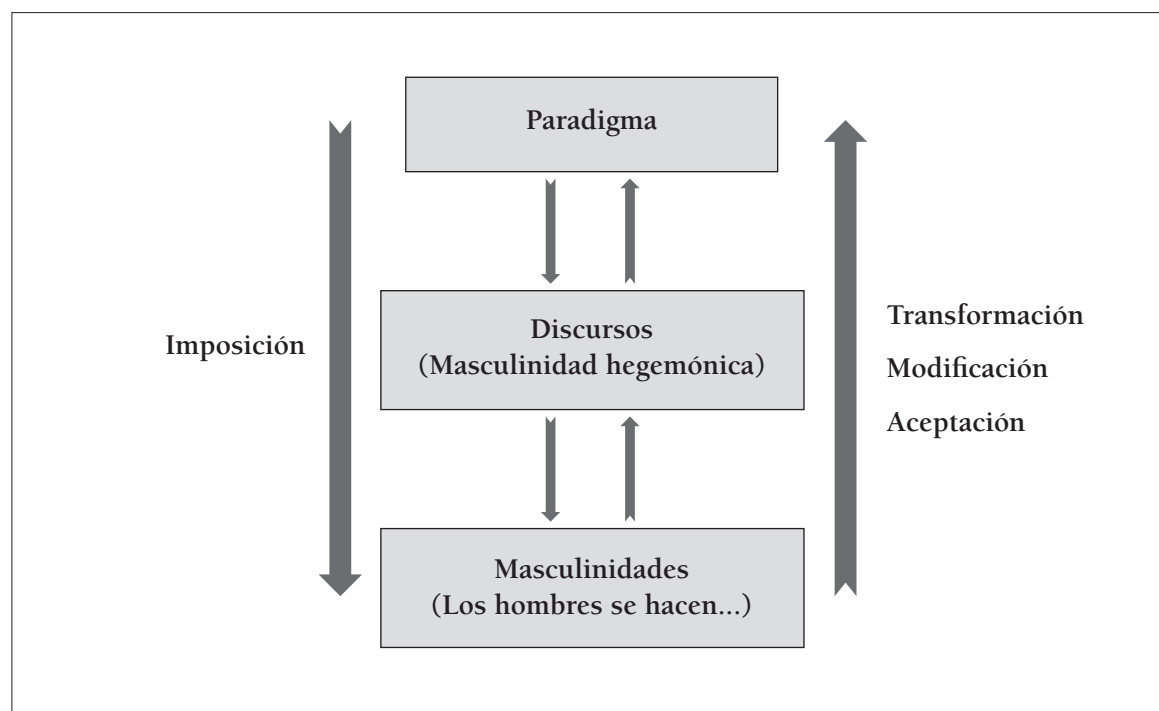 Paradigma
Imposición
Discursos
(Masculinidad hegemónica)
Transformación
Modificación
Aceptación
Masculinidades
(Los hombres se hacen...)